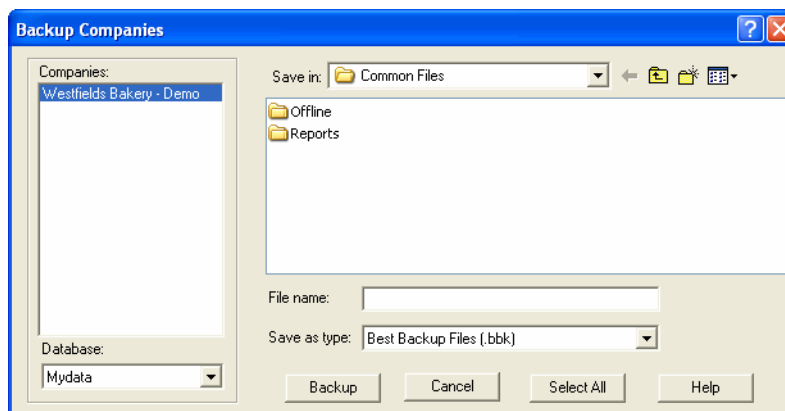 Backup Companies
Companies:
Westfields Bakery - Demo
Database:
Mydata
Save in: Common Files
Offline
Reports
File name:
Save as type: Best Backup Files (.bbk)
Backup Cancel Select All Help